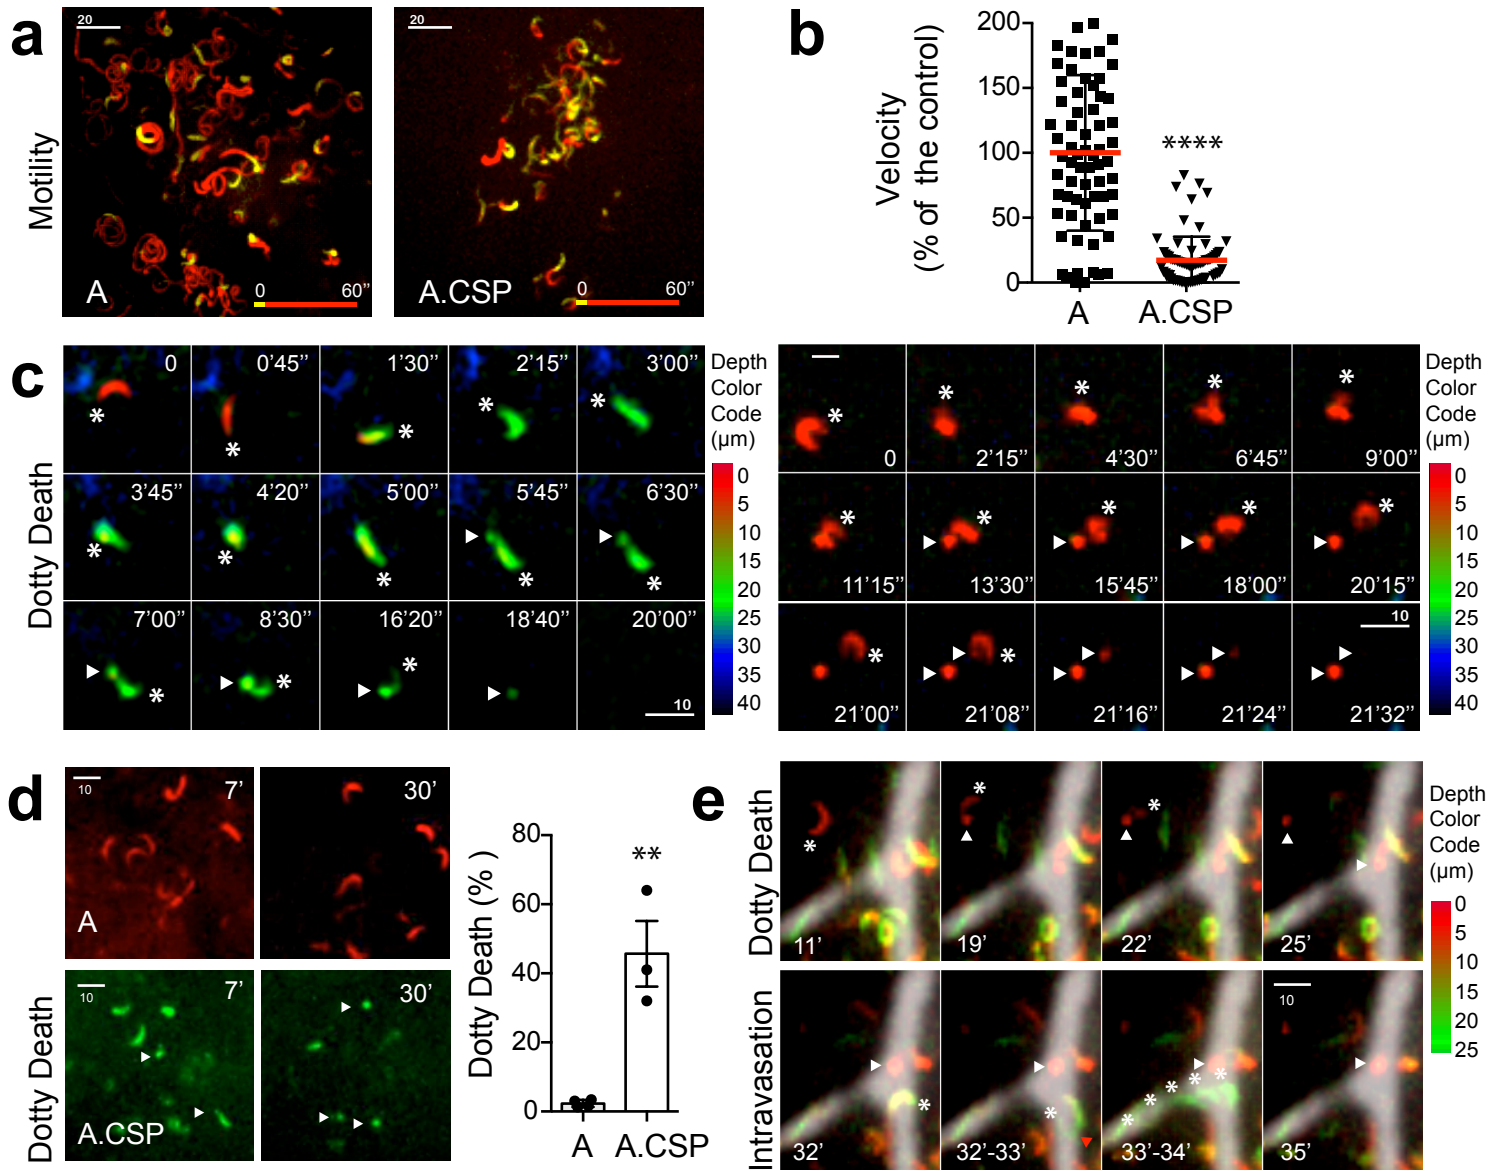 a
Motility
20
A
0 60''
20
A.CSP
0 60''
b
Velocity
(% of the control)
200
150
100
50
0
****
A A.CSP
c
Dotty Death
0 0'45'' 1'30'' 2'15'' 3'00''
* * * * *
3'45'' 4'20'' 5'00'' 5'45'' 6'30''
* * * * *
7'00'' 8'30'' 16'20'' 18'40'' 20'00''
* * *
10
Depth
Color
Code
(µm)
0
5
10
15
20
25
30
35
40
* * * * *
0 2'15'' 4'30'' 6'45'' 9'00''
* * * * *
11'15'' 13'30'' 15'45'' 18'00'' 20'15''
* *
10
21'00'' 21'08'' 21'16'' 21'24'' 21'32''
Depth
Color
Code
(µm)
0
5
10
15
20
25
30
35
40
d
Dotty Death
10 7' 30'
A
10 7' 30'
A.CSP
Dotty Death (% )
80
60
40
20
0
**
A A.CSP
e
Dotty Death
* * *
11' 19' 22' 25'
Intravasation
10
* * * * * * *
32' 32'-33' 33'-34' 35'
Depth
Color
Code
(µm)
0
5
10
15
20
25